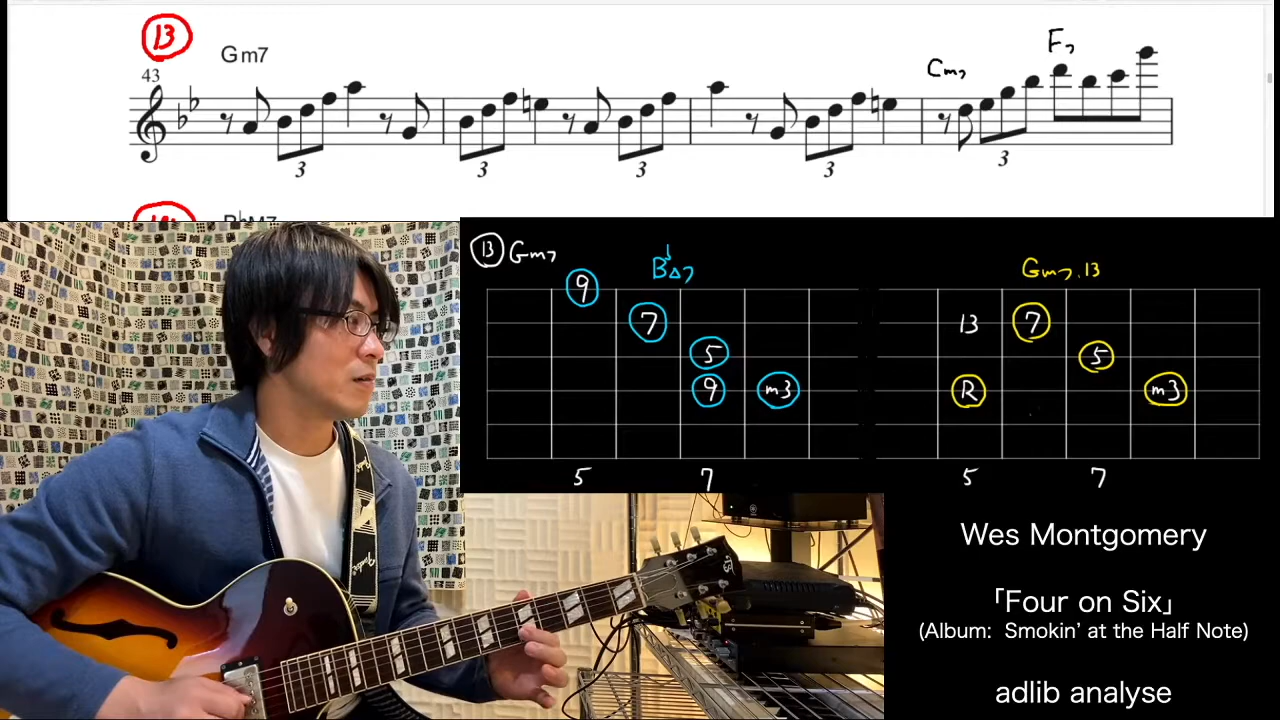 13
Gm7
43
Cm7
F7
3
3
3
3
3
13 Gm7
B♭△7
9
7
5
9
m3
5
7
Gm7.13
13
7
5
R
m3
5
7
Wes Montgomery
「Four on Six」
(Album: Smokin' at the Half Note)
adlib analyse